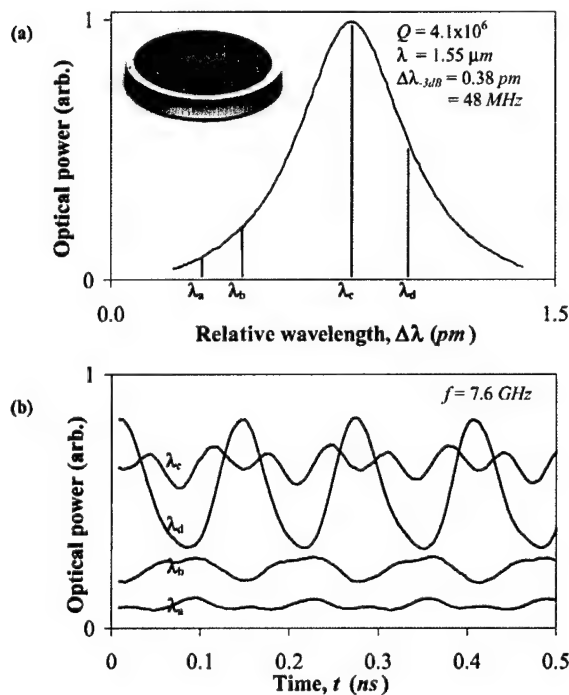 (a)
Q = 4.1x10⁶
λ = 1.55 μm
Δλ-3dB = 0.38 pm
= 48 MHz
Optical power (arb.)
1
0
λa
λb
λc
λd
0.0
1.5
Relative wavelength, Δλ (pm)
(b)
f = 7.6 GHz
Optical power (arb.)
1
0
λc
λd
λb
λa
0
0.1
0.2
0.3
0.4
0.5
Time, t (ns)